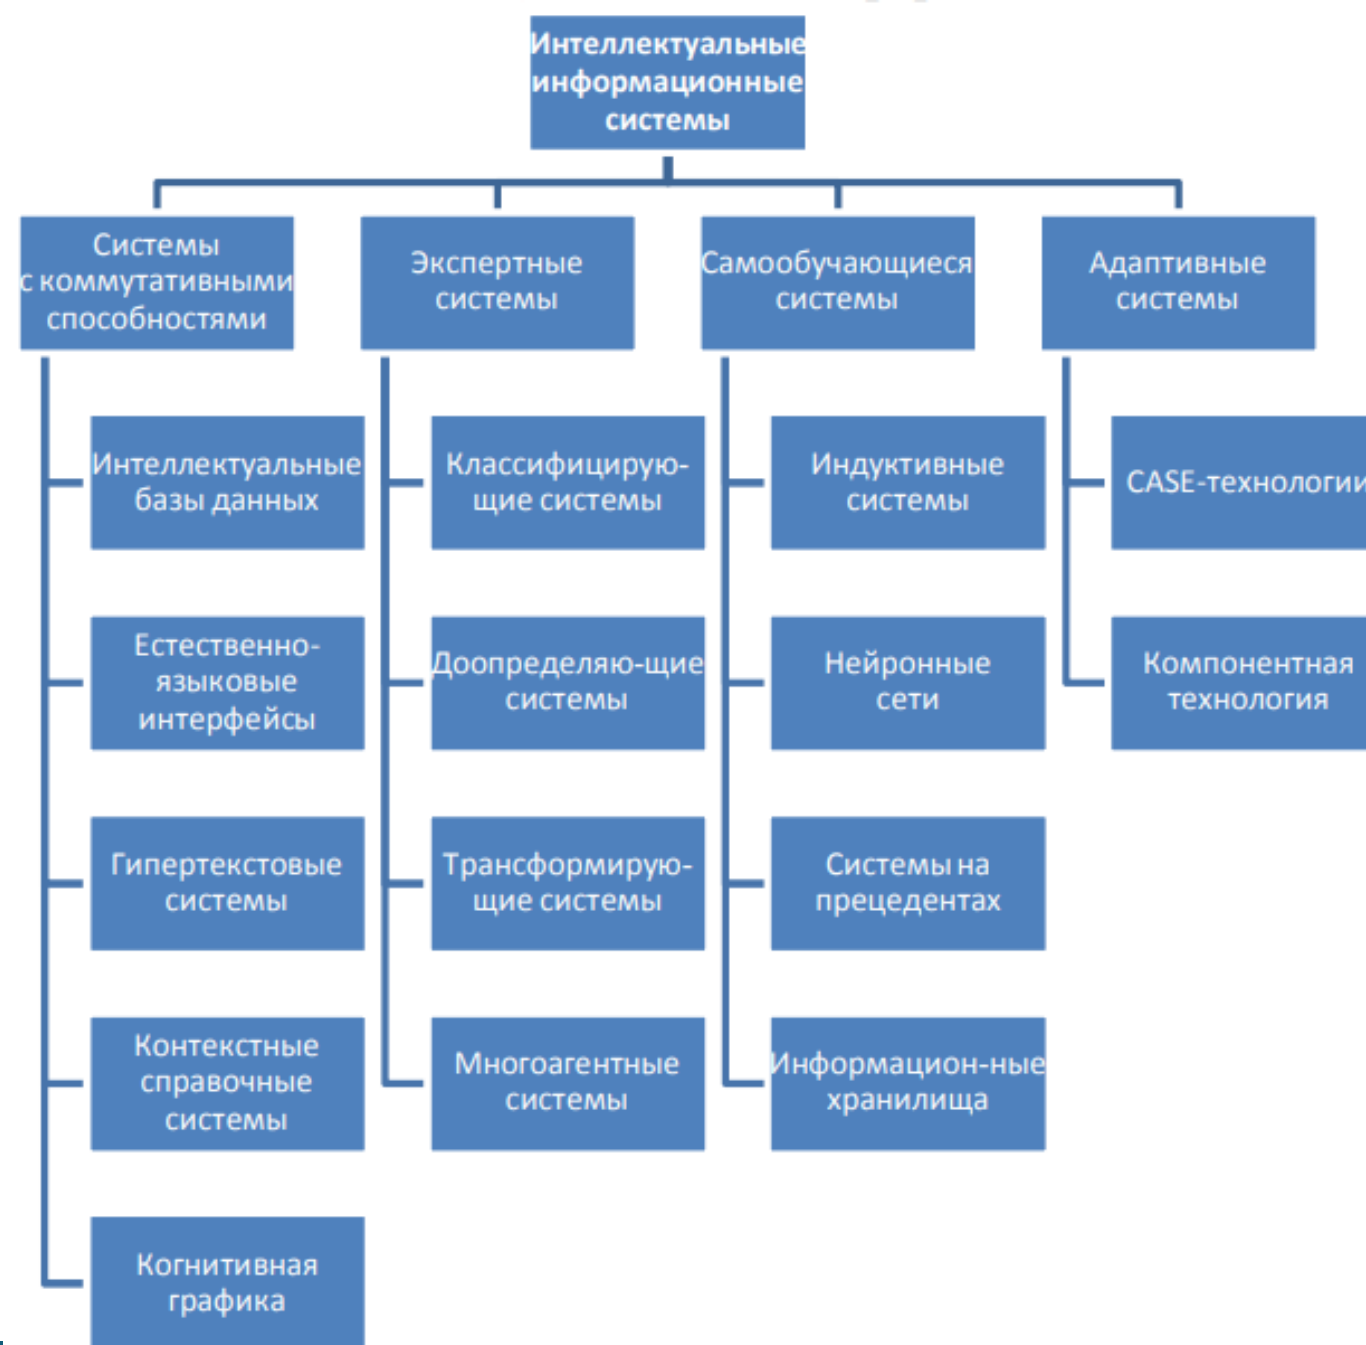 Интеллектуальные
информационные
системы
Системы
с коммутативными
способностями
Экспертные
системы
Самообучающиеся
системы
Адаптивные
системы
Интеллектуальные
базы данных
Классифицирую-
щие системы
Индуктивные
системы
CASE-технологии
Естественно-
языковые
интерфейсы
Доопределяю-щие
системы
Нейронные
сети
Компонентная
технология
Гипертекстовые
системы
Трансформирую-
щие системы
Системы на
прецедентах
Контекстные
справочные
системы
Многоагентные
системы
Информацион-ные
хранилища
Когнитивная
графика